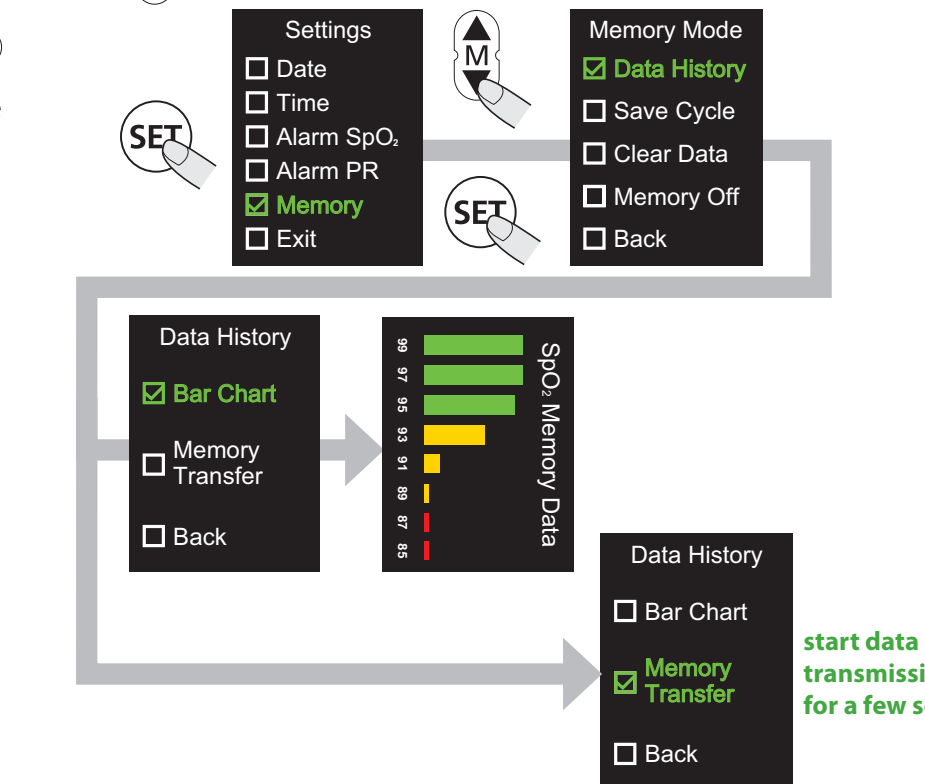 Settings
Date
Time
Alarm SpO₂
Alarm PR
Memory
Exit
SET
M
SET
Memory Mode
Data History
Save Cycle
Clear Data
Memory Off
Back
Data History
Bar Chart
Memory
Transfer
Back
SpO₂ Memory Data
99
97
95
93
91
89
87
85
Data History
Bar Chart
Memory
Transfer
Back
start data
for a few